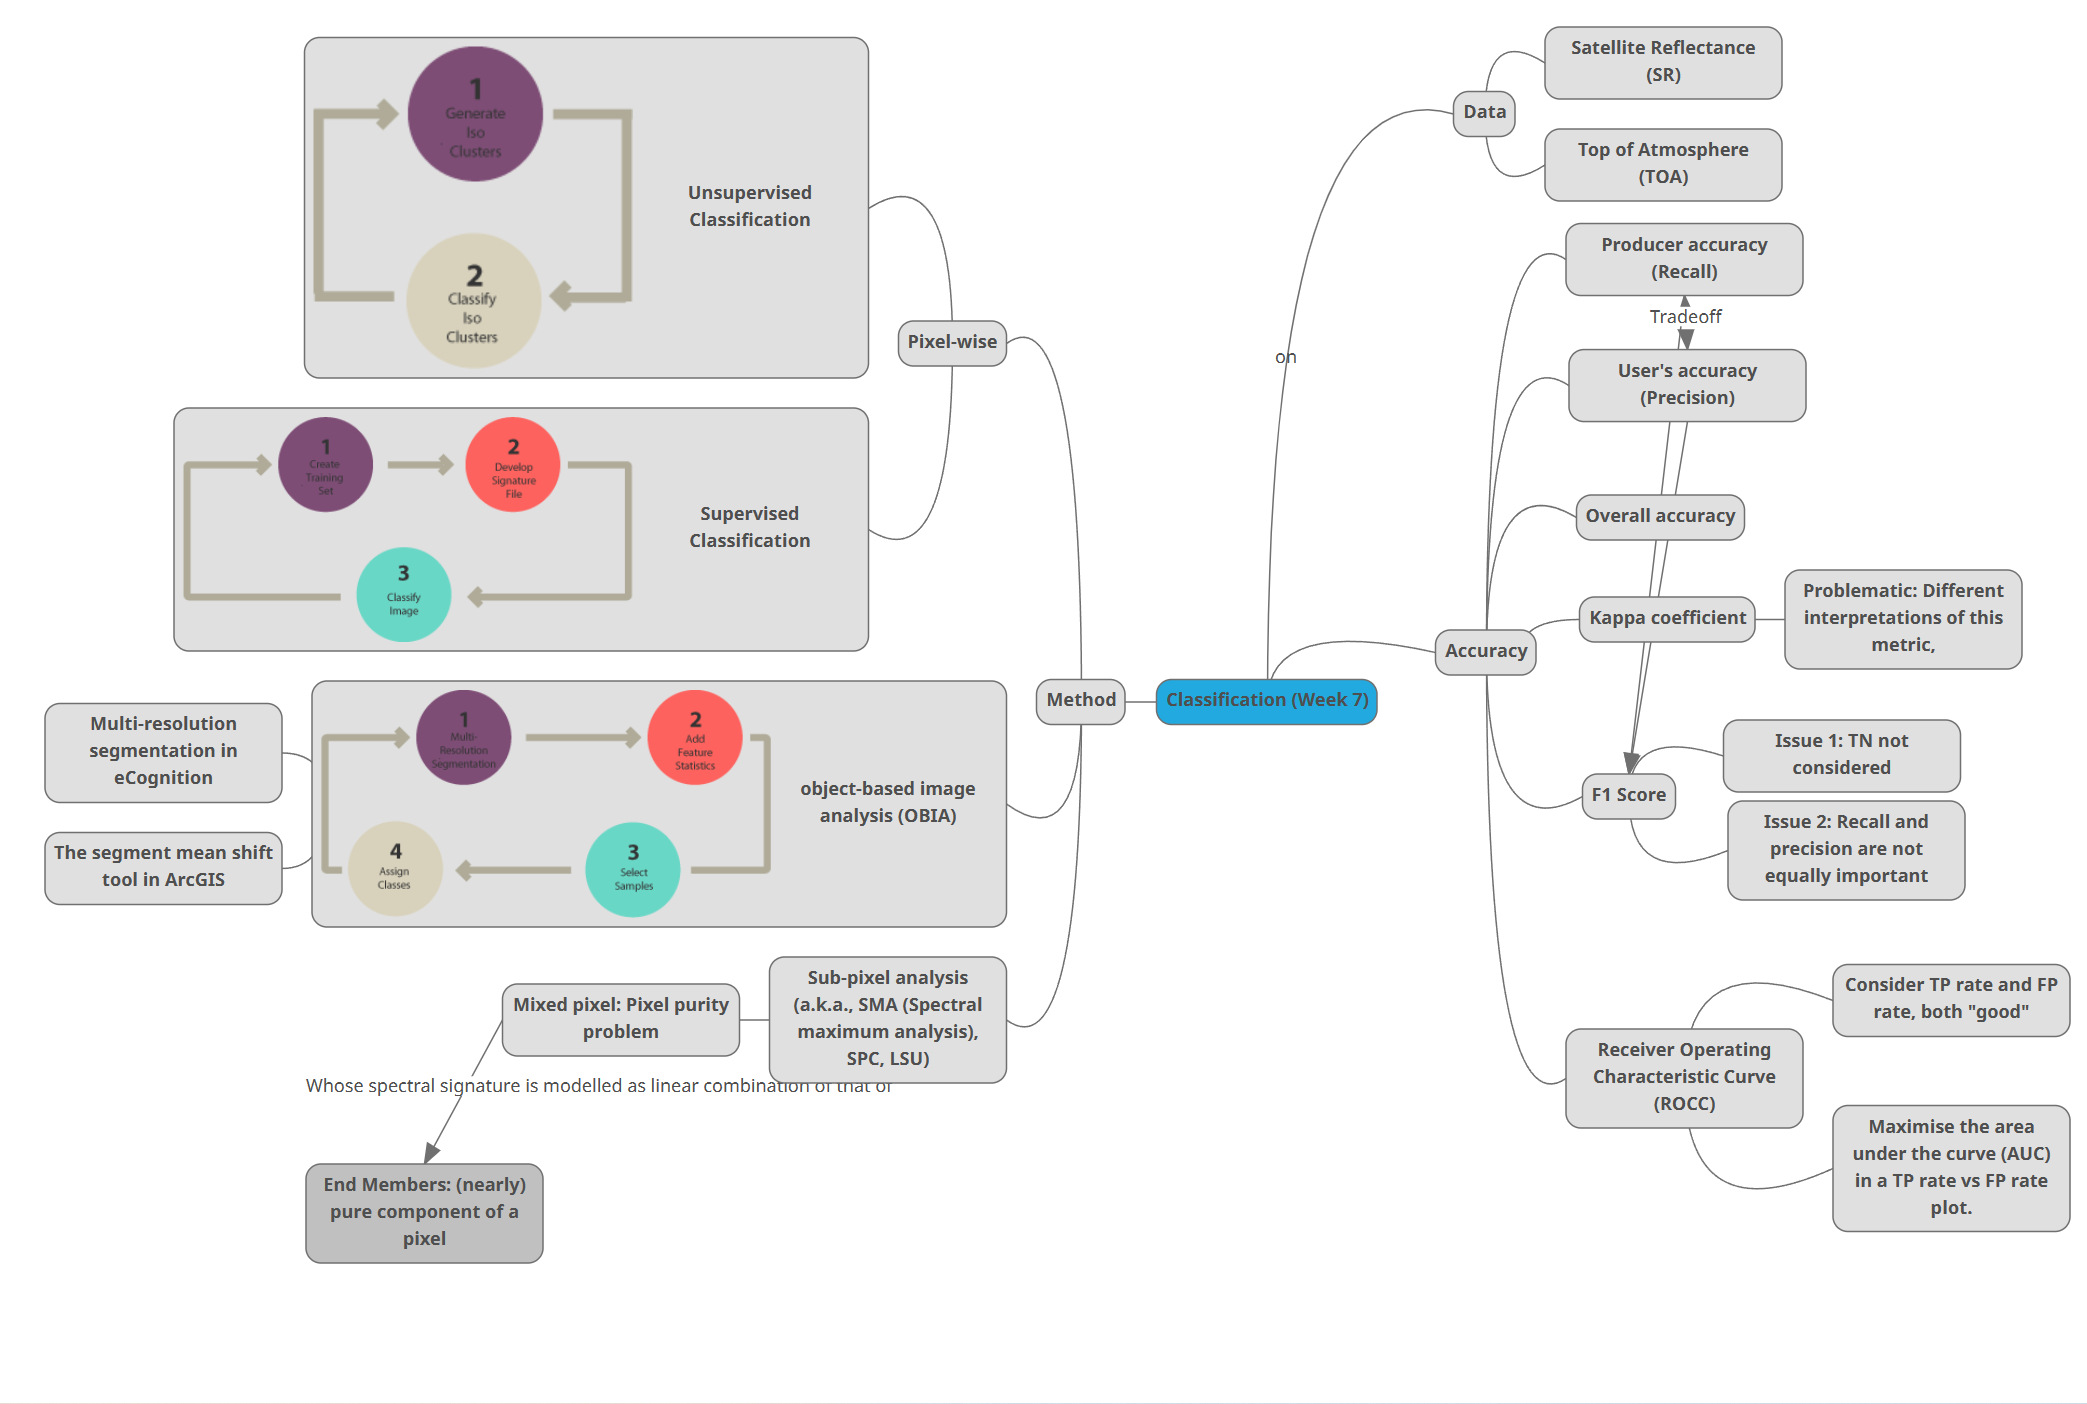 1
Generate
Iso
Clusters
2
Classify
Iso
Clusters
Unsupervised
Classification
1
Create
Training
Set
2
Develop
Signature
File
3
Classify
Image
Supervised
Classification
Pixel-wise
1
Multi-
Resolution
Segmentation
2
Add
Feature
Statistics
3
Select
Samples
4
Assign
Classes
object-based image
analysis (OBIA)
Multi-resolution
segmentation in
eCognition
The segment mean shift
tool in ArcGIS
Sub-pixel analysis
(a.k.a., SMA (Spectral
maximum analysis),
SPC, LSU)
Mixed pixel: Pixel purity
problem
Whose spectral signature is modelled as linear combination of that of
End Members: (nearly)
pure component of a
pixel
Method
Classification (Week 7)
on
Data
Satellite Reflectance
(SR)
Top of Atmosphere
(TOA)
Accuracy
Producer accuracy
(Recall)
Tradeoff
User's accuracy
(Precision)
Overall accuracy
Kappa coefficient
Problematic: Different
interpretations of this
metric,
F1 Score
Issue 1: TN not
considered
Issue 2: Recall and
precision are not
equally important
Receiver Operating
Characteristic Curve
(ROCC)
Consider TP rate and FP
rate, both "good"
Maximise the area
under the curve (AUC)
in a TP rate vs FP rate
plot.